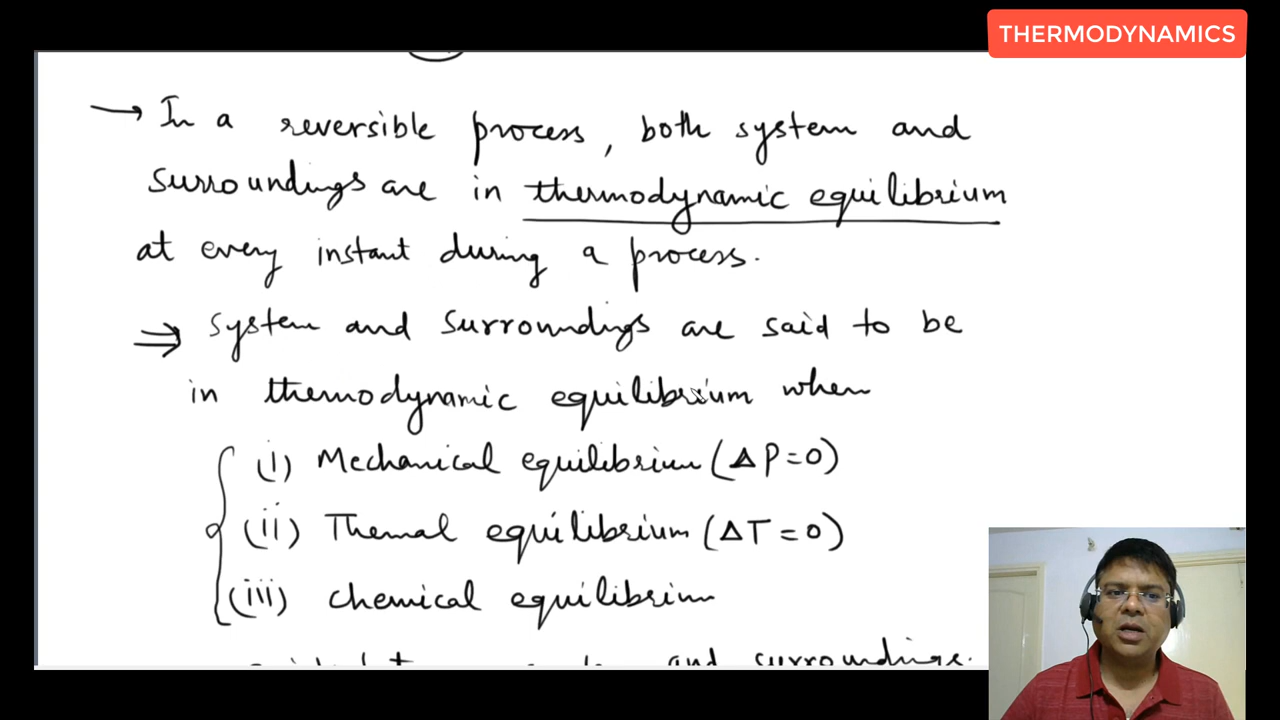 THERMODYNAMICS
→ In a reversible process, both system and
surroundings are in thermodynamic equilibrium
at every instant during a process.
⇒ System and surroundings are said to be
in thermodynamic equilibrium when
(i) Mechanical equilibrium (ΔP=0)
(ii) Thermal equilibrium (ΔT=0)
(iii) chemical equilibrium
and surroundings.